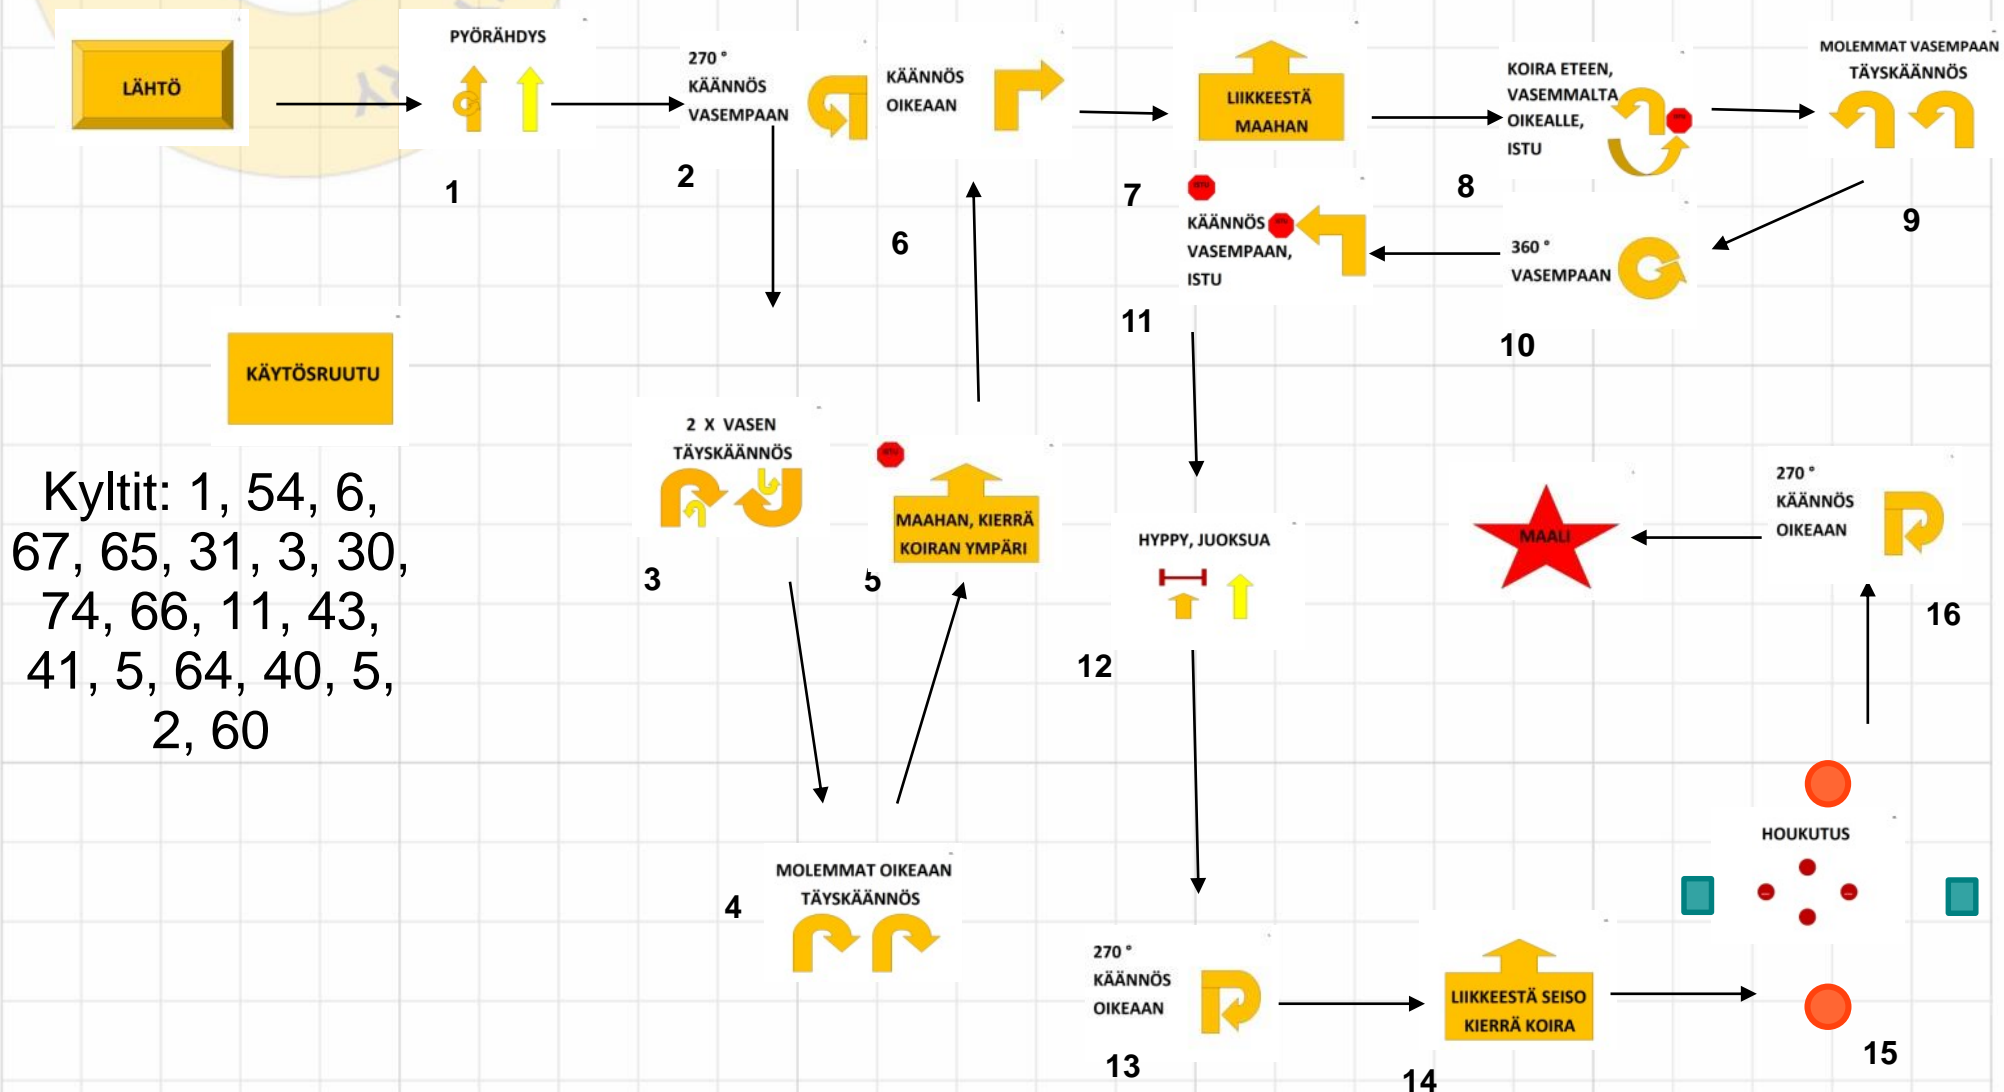 LÄHTÖ
PYÖRÄHDYS
1
270 °
KÄÄNNÖS
VASEMPAAN
2
KÄÄNNÖS
OIKEAAN
6
LIIKKEESTÄ
MAAHAN
7
KOIRA ETEEN,
VASEMMALTA
OIKEALLE,
ISTU
8
MOLEMMAT VASEMPAAN
TÄYSKÄÄNNÖS
9
KÄÄNNÖS
VASEMPAAN,
ISTU
11
360 °
VASEMPAAN
10
KÄYTÖSRUUTU
Kyltit: 1, 54, 6,
67, 65, 31, 3, 30,
74, 66, 11, 43,
41, 5, 64, 40, 5,
2, 60
2 X VASEN
TÄYSKÄÄNNÖS
3
MAAHAN, KIERRÄ
KOIRAN YMPÄRI
5
HYPPY, JUOKSUA
12
MAALI
270 °
KÄÄNNÖS
OIKEAAN
16
MOLEMMAT OIKEAAN
TÄYSKÄÄNNÖS
4
270 °
KÄÄNNÖS
OIKEAAN
13
LIIKKEESTÄ SEISO
KIERRÄ KOIRA
14
HOUKUTUS
15